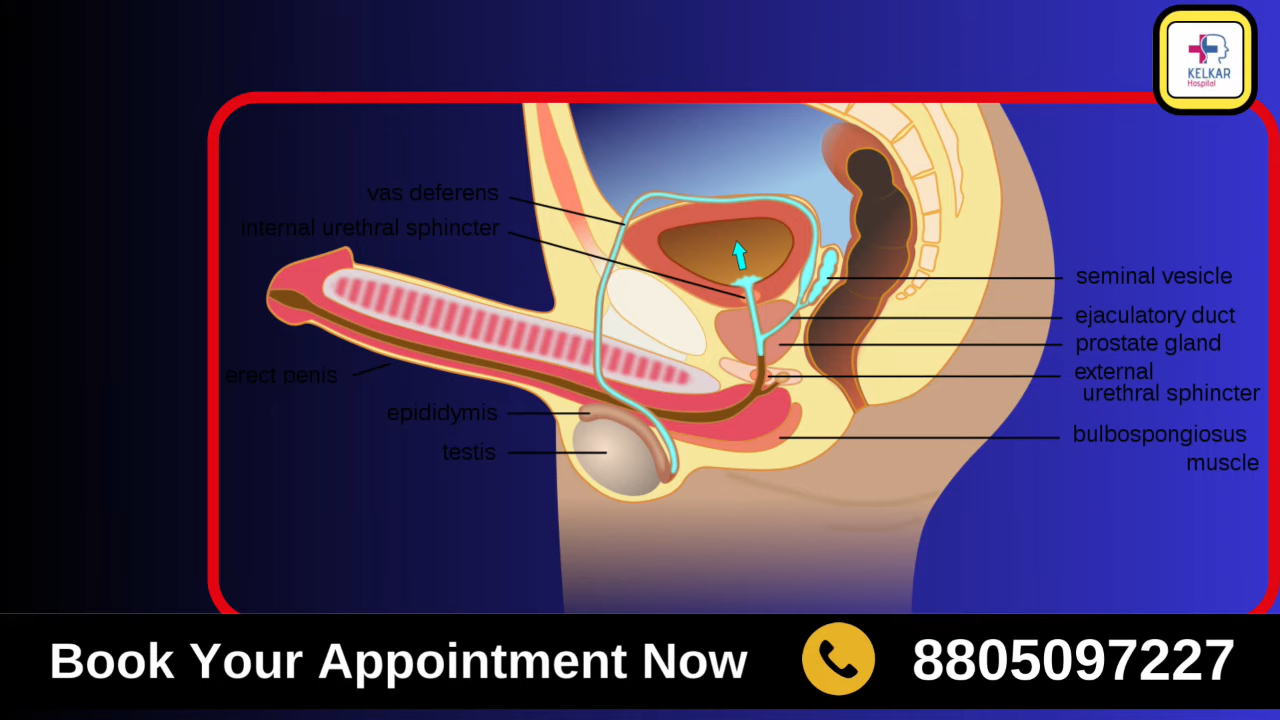 KELKAR
Hospital
vas deferens
internal urethral sphincter
erect penis
epididymis
testis
seminal vesicle
ejaculatory duct
prostate gland
external
urethral sphincter
bulbospongiosus
muscle
Book Your Appointment Now
8805097227